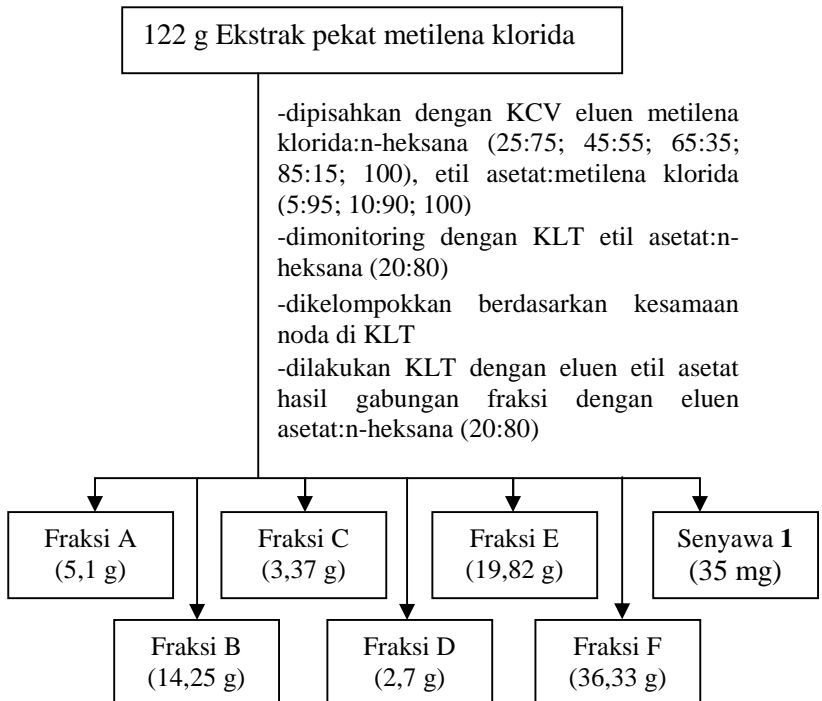 122 g Ekstrak pekat metilena klorida
-dipisahkan dengan KCV eluen metilena
klorida:n-heksana (25:75; 45:55; 65:35;
85:15; 100), etil asetat:metilena klorida
(5:95; 10:90; 100)
-dimonitoring dengan KLT etil asetat:n-
heksana (20:80)
-dikelompokkan berdasarkan kesamaan
noda di KLT
-dilakukan KLT dengan eluen etil asetat
hasil gabungan fraksi dengan eluen
asetat:n-heksana (20:80)
Fraksi A
(5,1 g)
Fraksi C
(3,37 g)
Fraksi E
(19,82 g)
Senyawa 1
(35 mg)
Fraksi B
(14,25 g)
Fraksi D
(2,7 g)
Fraksi F
(36,33 g)